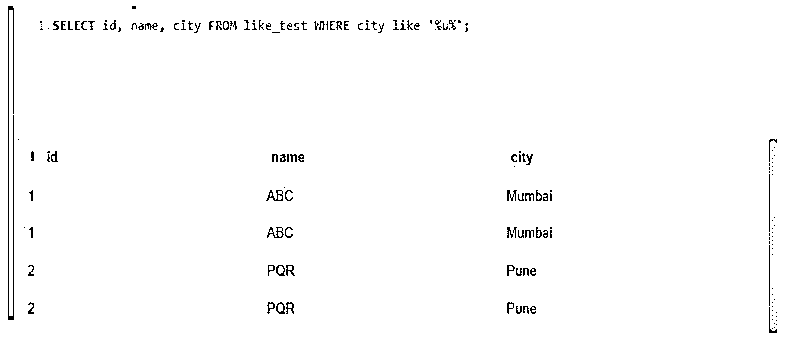 1 SELECT id, name, city FROM like_test WHERE city like '%u%';
id name city
1 ABC Mumbai
1 ABC Mumbai
2 PQR Pune
2 PQR Pune